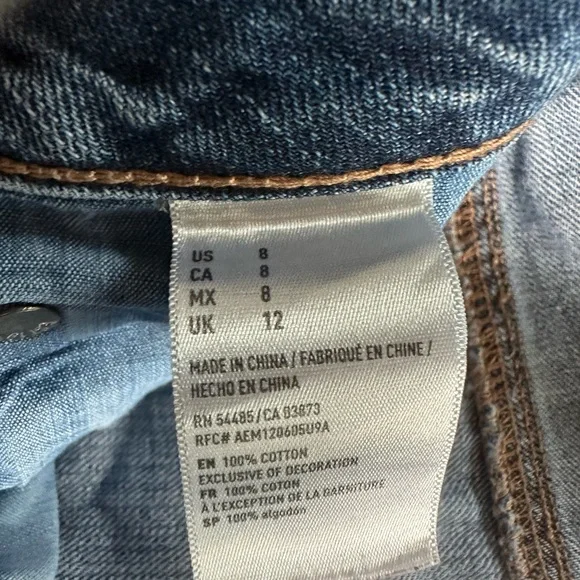 US 8
CA 8
MX 8
UK 12
MADE IN CHINA / FABRIQUÉ EN CHINE /
HECHO EN CHINA
RN 54485/CA 03873
RFC# AEM120605U9A
EN 100% COTTON
EXCLUSIVE OF DECORATION
FR 100% COTON
À L'EXCEPTION DE LA GARNITURE
SP 100% algodón